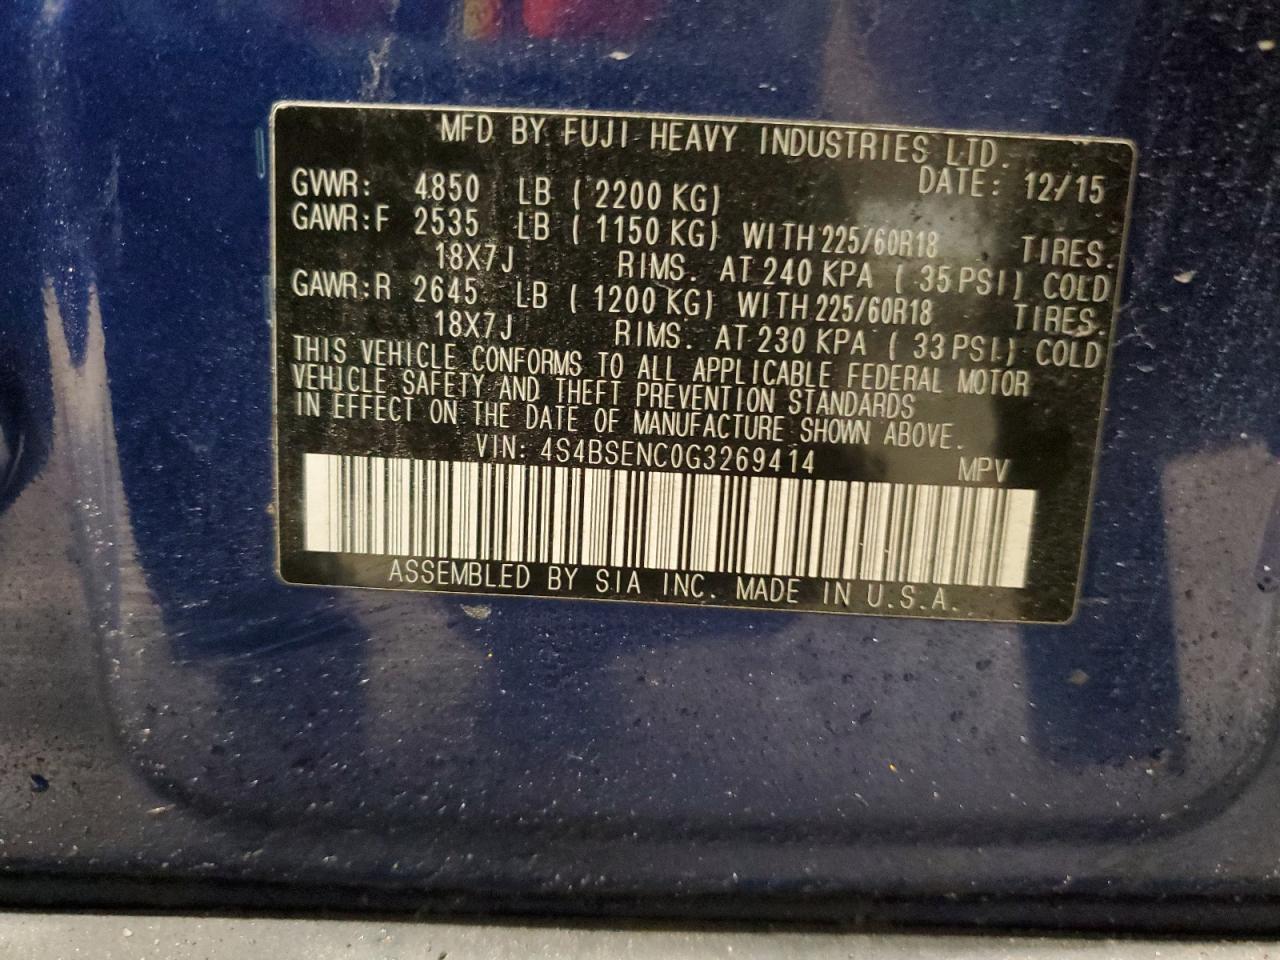 MFD BY FUJI HEAVY INDUSTRIES LTD.
DATE: 12/15
GVWR: 4850 LB ( 2200 KG)
GAWR:F 2535 LB ( 1150 KG) WITH 225/60R18 TIRES.
18X7J RIMS. AT 240 KPA ( 35 PSI) COLD
GAWR:R 2645 LB ( 1200 KG) WITH 225/60R18 TIRES.
18X7J RIMS. AT 230 KPA ( 33 PSI.) COLD
THIS VEHICLE CONFORMS TO ALL APPLICABLE FEDERAL MOTOR
VEHICLE SAFETY AND THEFT PREVENTION STANDARDS
IN EFFECT ON THE DATE OF MANUFACTURE SHOWN ABOVE.
VIN: 4S4BSENC0G3269414 MPV
ASSEMBLED BY SIA INC. MADE IN U.S.A.